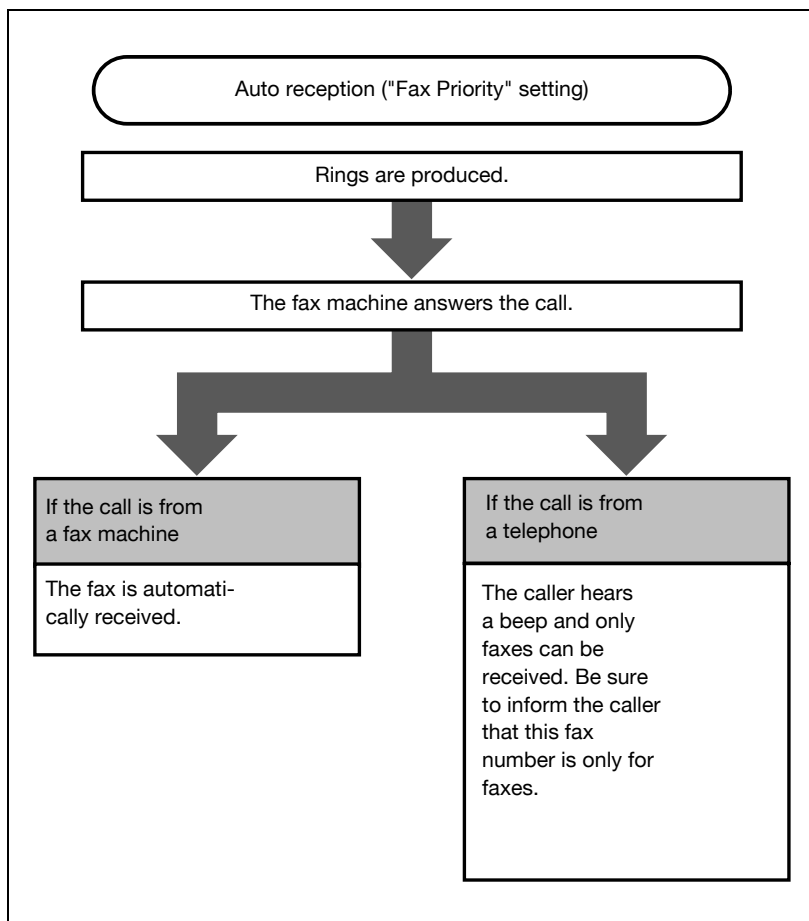 Auto reception ("Fax Priority" setting)
Rings are produced.
The fax machine answers the call.
If the call is from
a fax machine
The fax is automati-
cally received.
If the call is from
a telephone
The caller hears
a beep and only
faxes can be
received. Be sure
to inform the caller
that this fax
number is only for
faxes.